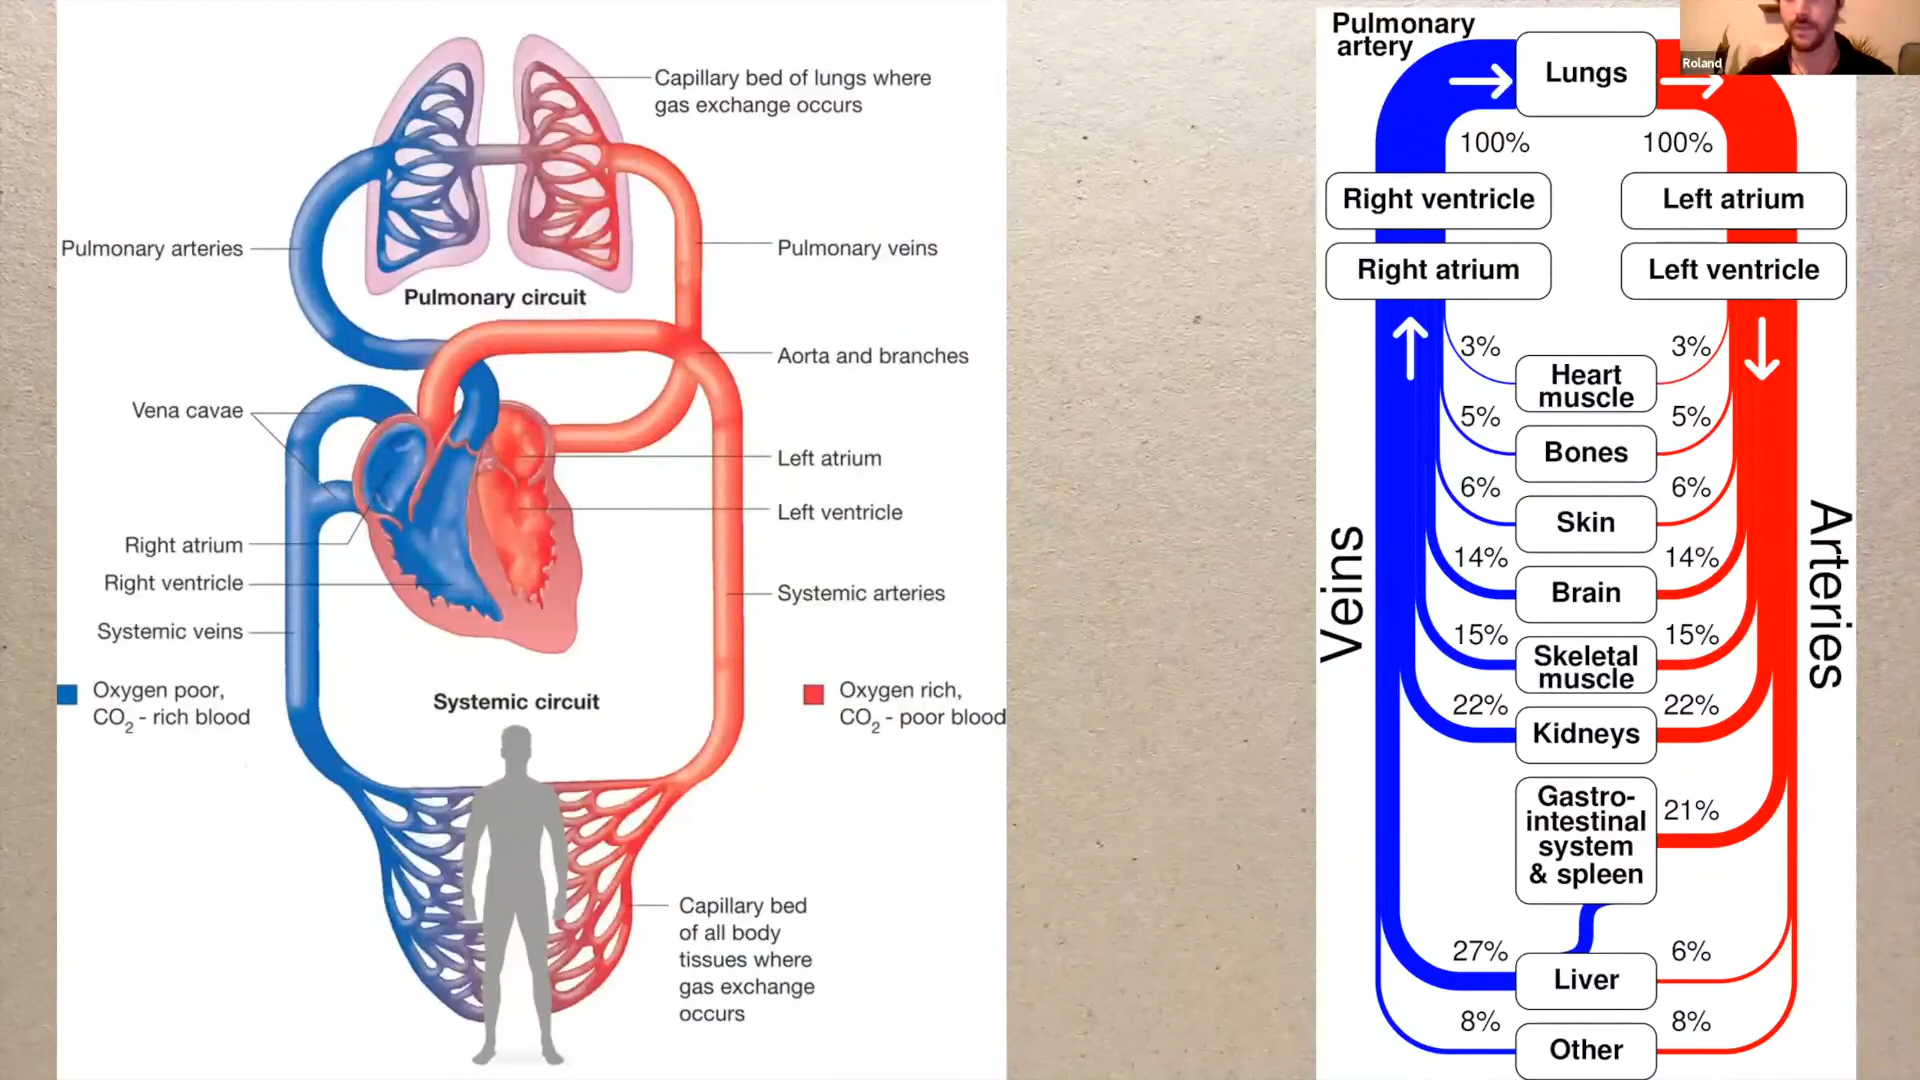 Capillary bed of lungs where
gas exchange occurs
Pulmonary arteries
Pulmonary veins
Pulmonary circuit
Aorta and branches
Vena cavae
Left atrium
Left ventricle
Right atrium
Right ventricle
Systemic arteries
Systemic veins
Oxygen poor,
CO2 - rich blood
Systemic circuit
Oxygen rich,
CO2 - poor blood
Capillary bed
of all body
tissues where
gas exchange
occurs
Pulmonary
artery
Lungs
Roland
100%
100%
Right ventricle
Left atrium
Right atrium
Left ventricle
3%
Heart
muscle
3%
5%
Bones
5%
6%
Skin
6%
14%
Brain
14%
15%
Skeletal
muscle
15%
22%
Kidneys
22%
Gastro-
intestinal
system
& spleen
21%
27%
Liver
6%
8%
Other
8%
Veins
Arteries